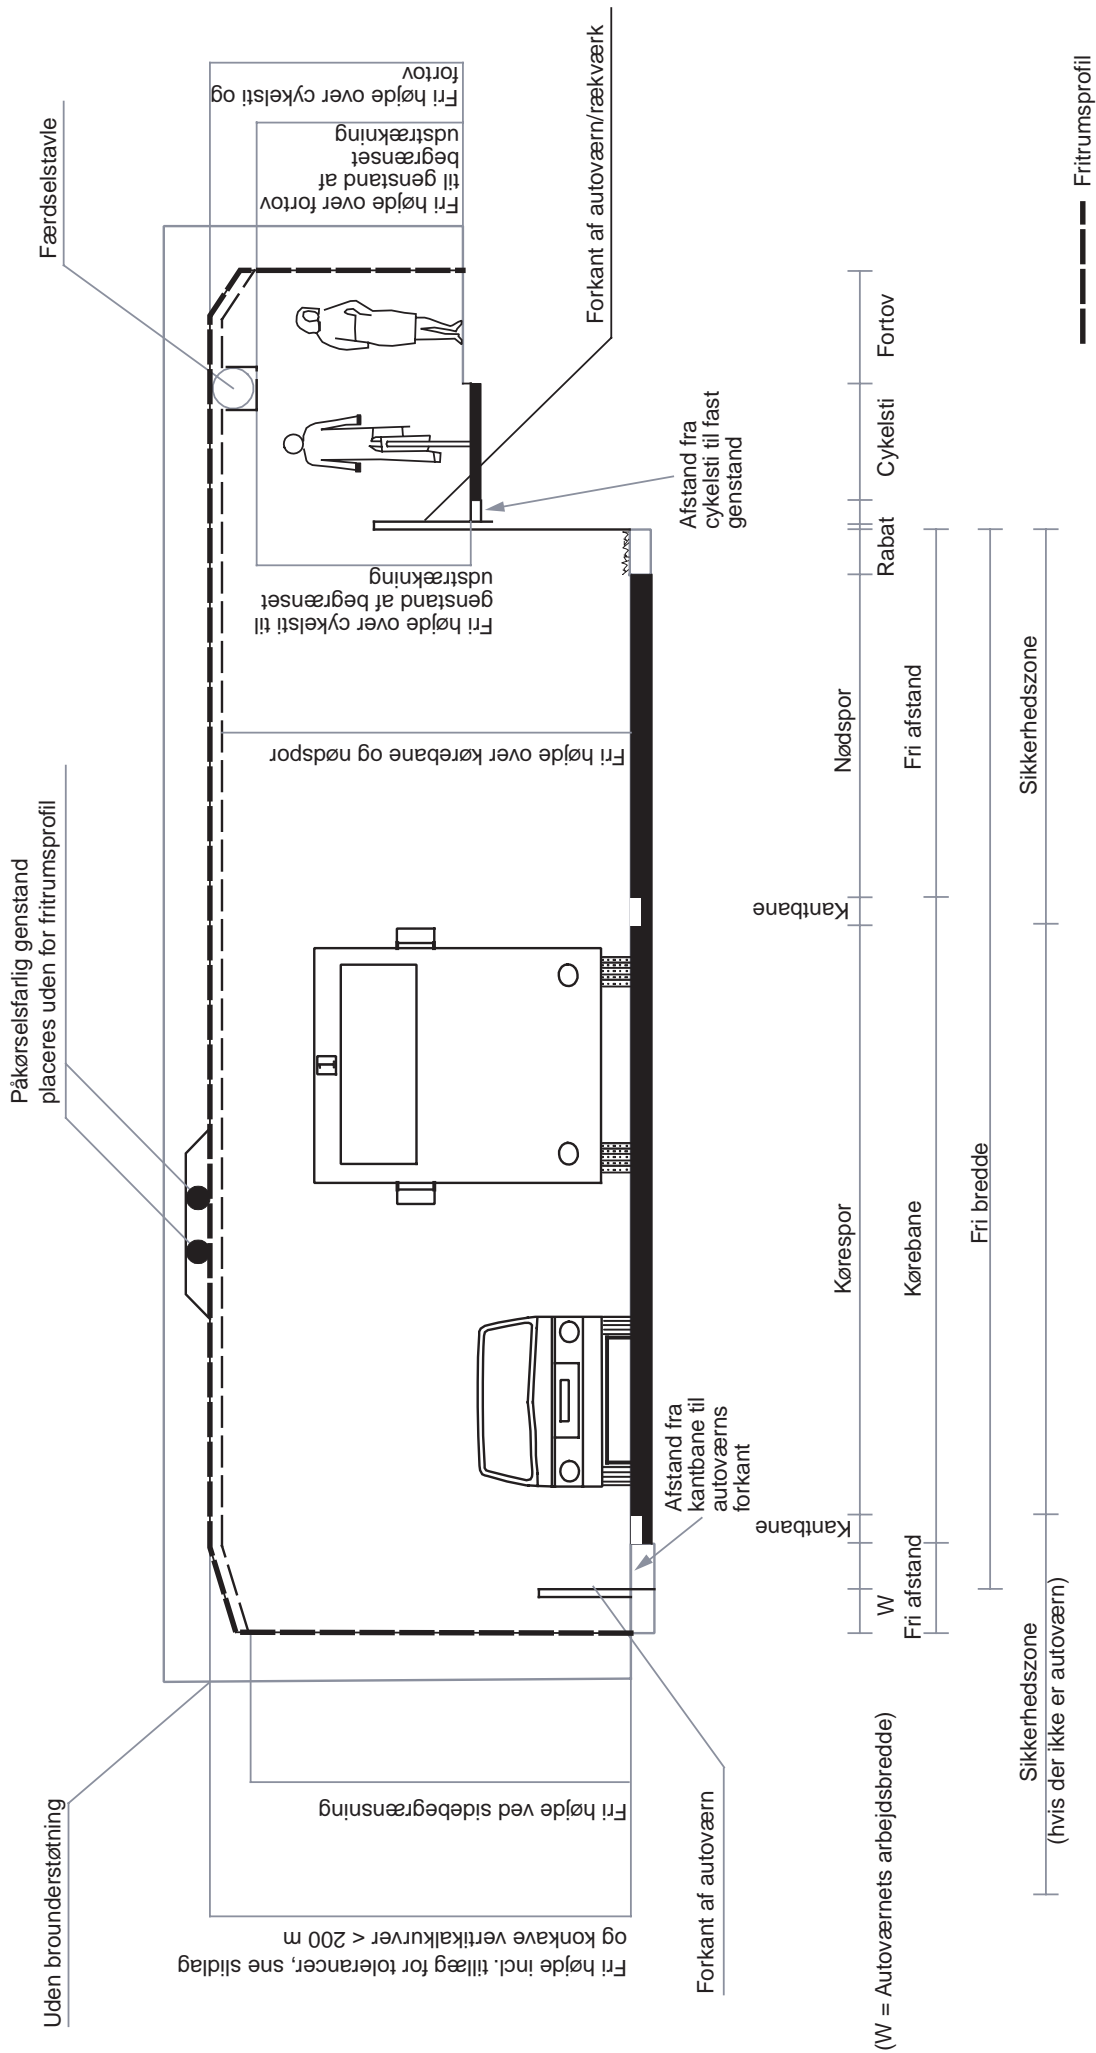 Uden brounderstøtning
Påkørselsfarlig genstand
placeres uden for fritrumsprofil
Færdselstavle
Fri højde incl. tillæg for tolerancer, sne slidlag
og konkave vertikalkurver < 200 m
Fri højde ved sidebegrænsning
Fri højde over kørebane og nødspor
Fri højde over cykelsti til
genstand af begrænset
udstrækning
Fri højde over fortov
til genstand af
begrænset
udstrækning
Fri højde over cykelsti og
fortov
1
Forkant af autoværn/rækværk
Afstand fra
cykelsti til fast
genstand
Afstand fra
kantbane til
autoværns
forkant
Forkant af autoværn
W
Kantbane
Kørespor
Kantbane
Nødspor
Rabat
Cykelsti
Fortov
(W = Autoværnets arbejdsbredde)
Fri afstand
Kørebane
Fri afstand
Fri bredde
Sikkerhedszone
(hvis der ikke er autoværn)
Sikkerhedszone
Fritrumsprofil